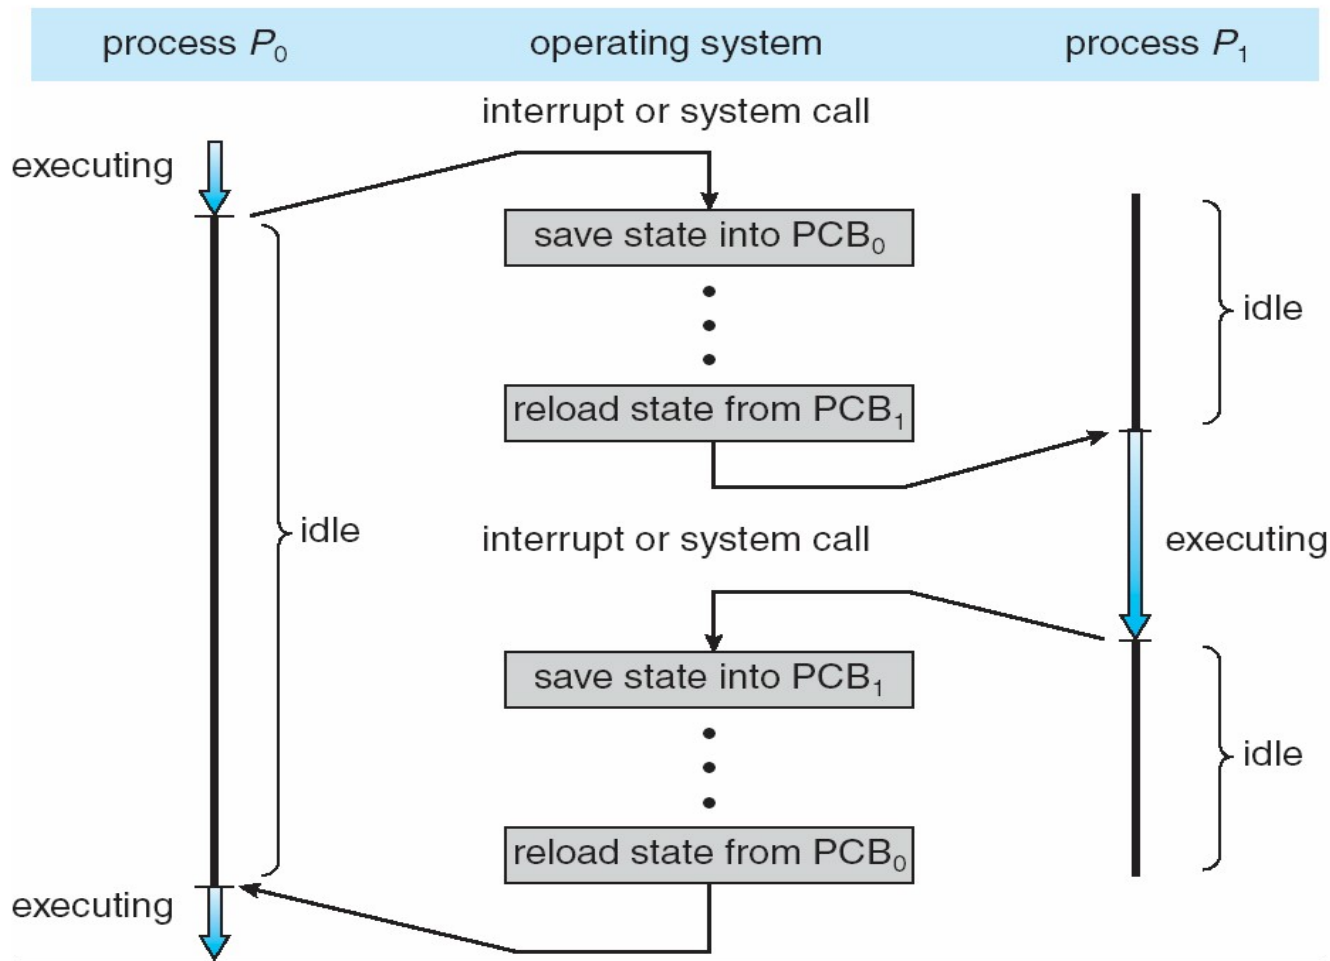 process P₀ operating system process P₁
interrupt or system call
executing
save state into PCB₀
idle
reload state from PCB₁
idle
interrupt or system call
executing
save state into PCB₁
idle
reload state from PCB₀
executing